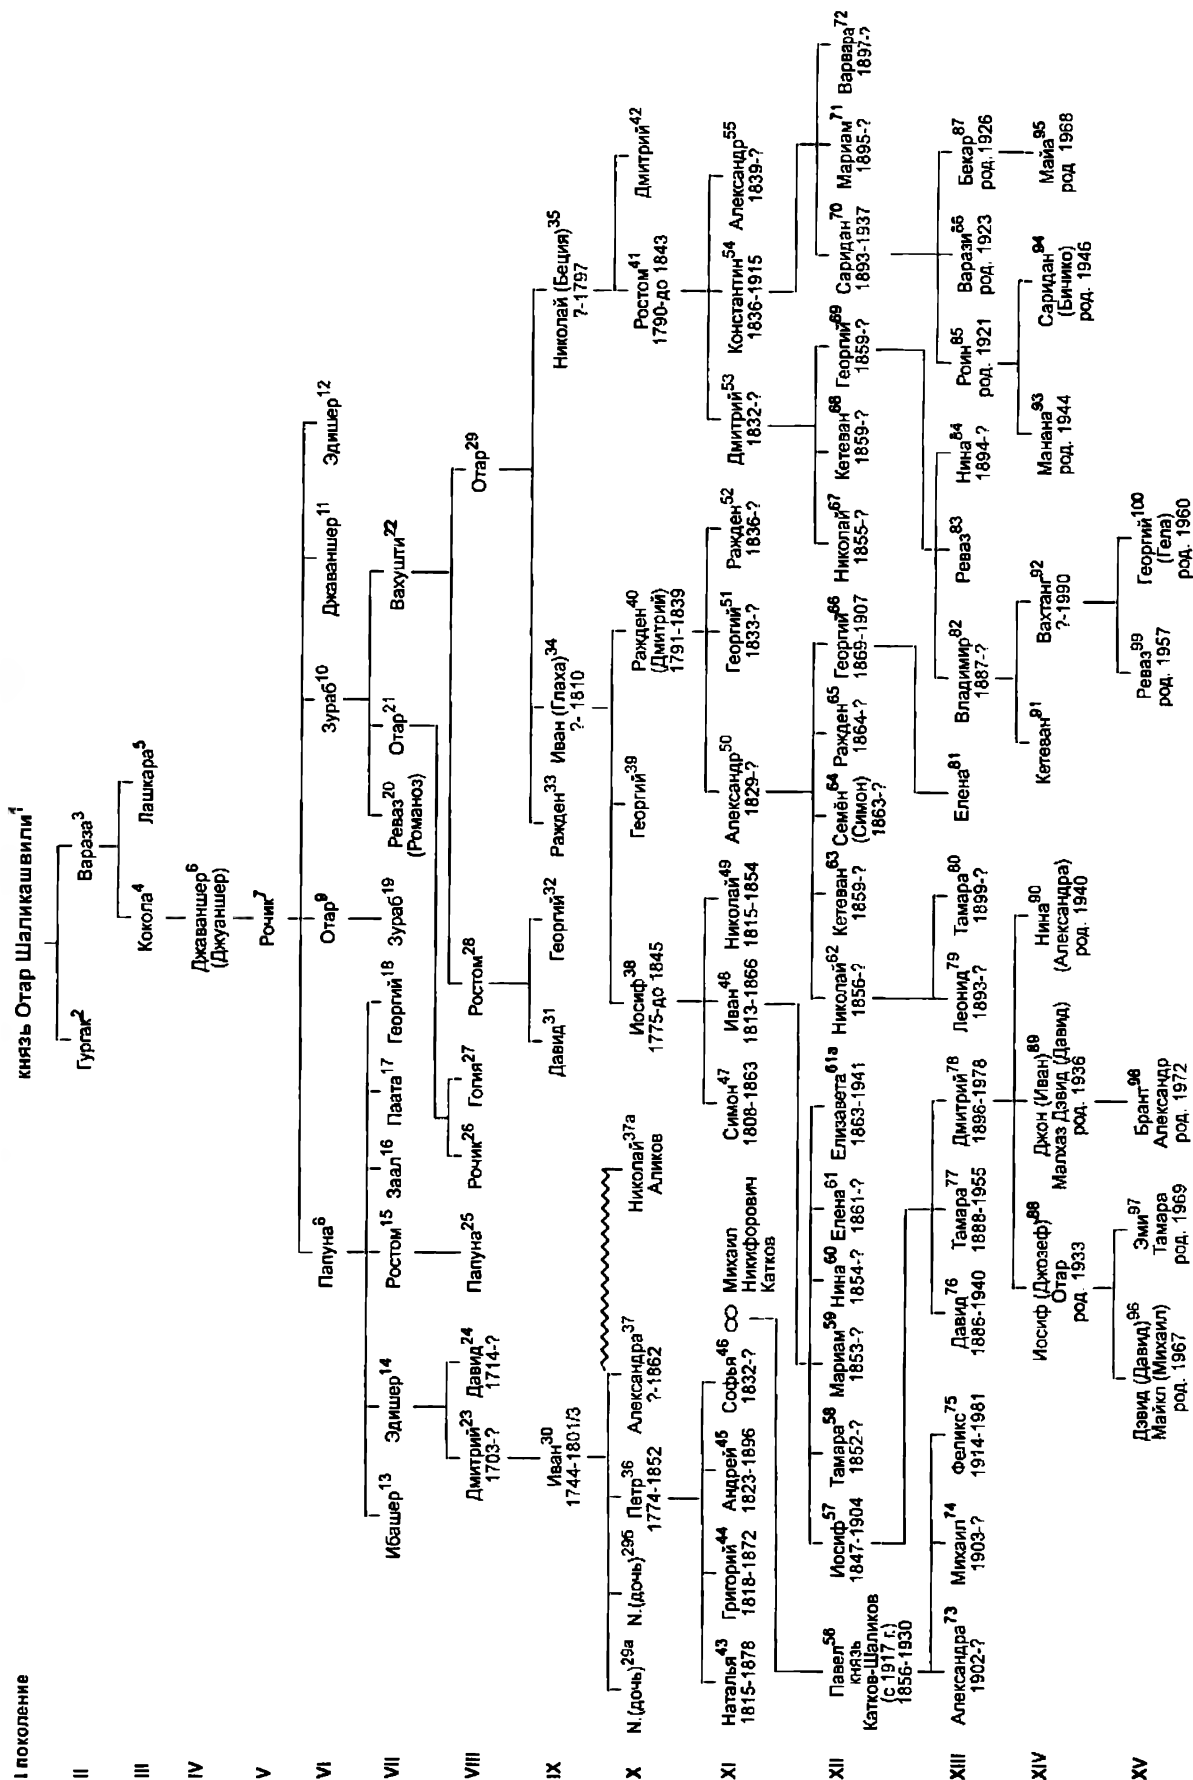 I поколение
князь Отар Шаликашвили¹
II
Гургак²
Вараза³
III
Кокола⁴
Лашкара⁵
IV
Джаваншер⁶
(Джуаншер)
V
Рочик⁷
VI
Папуна⁸
Отар⁹
Зураб¹⁰
Джаваншер¹¹
Эдишер¹²
VII
Ибашер¹³
Эдишер¹⁴
Ростом¹⁵
Заал¹⁶
Паата¹⁷
Георгий¹⁸
Зураб¹⁹
Реваз²⁰
(Романоз)
Отар²¹
Вахушти²²
VIII
Дмитрий²³
1703-?
Давид²⁴
1714-?
Папуна²⁵
Рочик²⁶
Гогия²⁷
Ростом²⁸
Отар²⁹
IX
Иван³⁰
1744-1801/3
Давид³¹
Георгий³²
Ражден³³
Иван (Глаха)³⁴
?- 1810
Николай (Беция)³⁵
?-1797
X
N.(дочь)²⁹ᵃ
N.(дочь)²⁹ᵇ
Петр³⁶
1774-1852
Александра³⁷
?-1862
Николай³⁷ᵃ
Аликов
Иосиф³⁸
1775-до 1845
Георгий³⁹
Ражден⁴⁰
(Дмитрий)
1791-1839
Ростом⁴¹
1790-до 1843
Дмитрий⁴²
XI
Наталья⁴³
1815-1878
Григорий⁴⁴
1818-1872
Андрей⁴⁵
1823-1896
Софья⁴⁶
1832-?
∞ Михаил
Никифорович
Катков
Симон⁴⁷
1808-1863
Иван⁴⁸
1813-1866
Николай⁴⁹
1815-1854
Александр⁵⁰
1829-?
Георгий⁵¹
1833-?
Ражден⁵²
1836-?
Дмитрий⁵³
1832-?
Константин⁵⁴
1836-1915
Александр⁵⁵
1839-?
XII
Павел⁵⁶
князь
Катков-Шаликов
(с 1917 г.)
1856-1930
Иосиф⁵⁷
1847-1904
Тамара⁵⁸
1852-?
Мариам⁵⁹
1853-?
Нина⁶⁰
1854-?
Елена⁶¹
1861-?
Елизавета⁶¹ᵃ
1863-1941
Николай⁶²
1856-?
Кетеван⁶³
1859-?
Семён⁶⁴
(Симон)
1863-?
Ражден⁶⁵
1864-?
Георгий⁶⁶
1869-1907
Николай⁶⁷
1855-?
Кетеван⁶⁸
1859-?
Георгий⁶⁹
1859-?
Саридан⁷⁰
1893-1937
Мариам⁷¹
1895-?
Варвара⁷²
1897-?
XIII
Александра⁷³
1902-?
Михаил⁷⁴
1903-?
Феликс⁷⁵
1914-1981
Давид⁷⁶
1886-1940
Тамара⁷⁷
1888-1955
Дмитрий⁷⁸
1896-1978
Леонид⁷⁹
1893-?
Тамара⁸⁰
1899-?
Елена⁸¹
Владимир⁸²
1887-?
Реваз⁸³
Нина⁸⁴
1894-?
Роин⁸⁵
род. 1921
Варази⁸⁶
род. 1923
Бекар⁸⁷
род. 1926
XIV
Иосиф (Джозеф)⁸⁸
Отар
род. 1933
Джон (Иван)⁸⁹
Малхаз Дэвид (Давид)
род. 1936
Нина⁹⁰
(Александра)
род. 1940
Кетеван⁹¹
Вахтанг⁹²
?-1990
Манана⁹³
род. 1944
Саридан⁹⁴
(Бичико)
род. 1946
Майа⁹⁵
род 1968
XV
Дэвид (Давид)⁹⁶
Майкл (Михаил)
род. 1967
Эми⁹⁷
Тамара
род. 1969
Брант⁹⁸
Александр
род. 1972
Реваз⁹⁹
род. 1957
Георгий¹⁰⁰
(Гела)
род. 1960